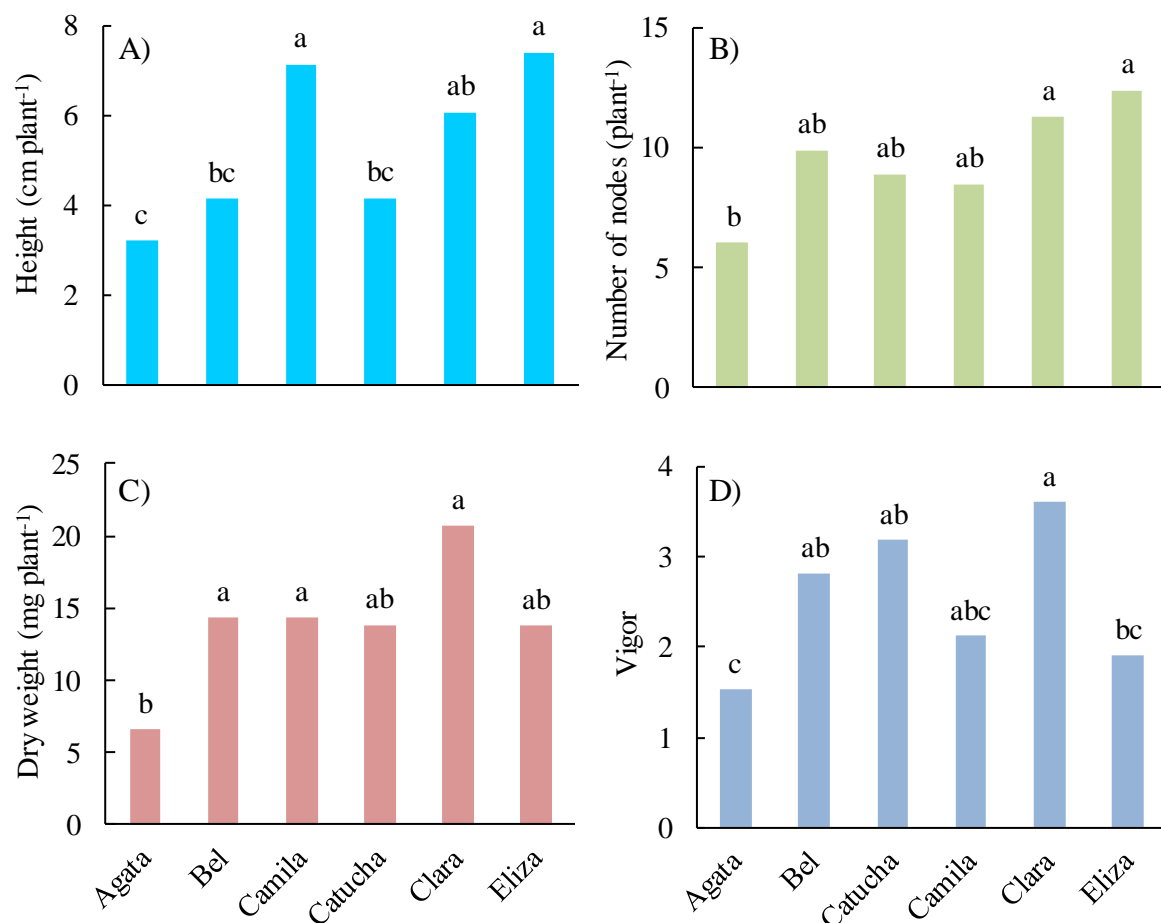 A)
Height (cm plant⁻¹)
8
6
4
2
0
c
bc
a
bc
ab
a
B)
Number of nodes (plant⁻¹)
15
10
5
0
b
ab
ab
ab
a
a
C)
Dry weight (mg plant⁻¹)
25
20
15
10
5
0
b
a
a
ab
a
ab
Agata
Bel
Camila
Catucha
Clara
Eliza
D)
Vigor
4
3
2
1
0
c
ab
ab
abc
a
bc
Agata
Bel
Catucha
Camila
Clara
Eliza